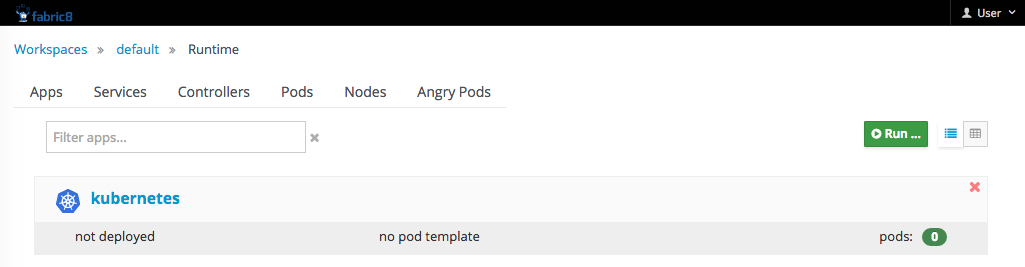 fabric8 User
Workspaces » default » Runtime
Apps Services Controllers Pods Nodes Angry Pods
Filter apps... Run ...
kubernetes
not deployed no pod template pods: 0